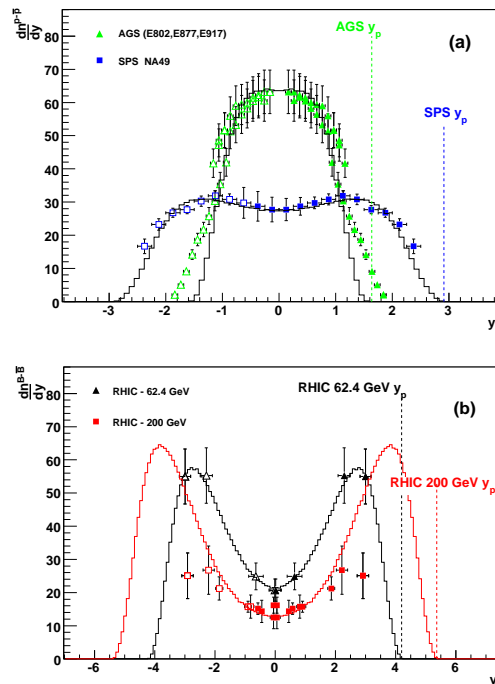 dn^{p-p̅}/dy
AGS (E802,E877,E917)
SPS NA49
AGS y_p
(a)
SPS y_p
80
70
60
50
40
30
20
10
0
-3 -2 -1 0 1 2 3
y
dn^{B-B̅}/dy
RHIC - 62.4 GeV
RHIC - 200 GeV
RHIC 62.4 GeV y_p
(b)
RHIC 200 GeV y_p
80
70
60
50
40
30
20
10
0
-6 -4 -2 0 2 4 6
y